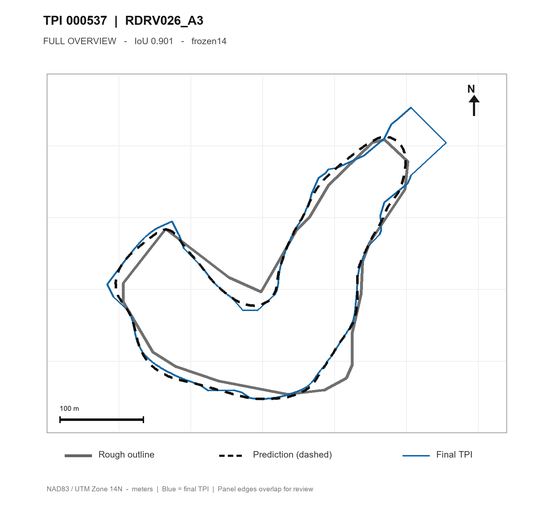 TPI 000537 | RDRV026_A3
FULL OVERVIEW - IoU 0.901 - frozen14
N
100 m
Rough outline
Prediction (dashed)
Final TPI
NAD83 / UTM Zone 14N - meters | Blue = final TPI | Panel edges overlap for review